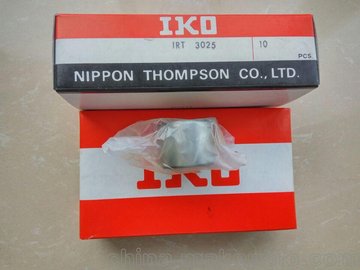 IKO
IRT 3025 10
PCS.
NIPPON THOMPSON CO., LTD.
IKO